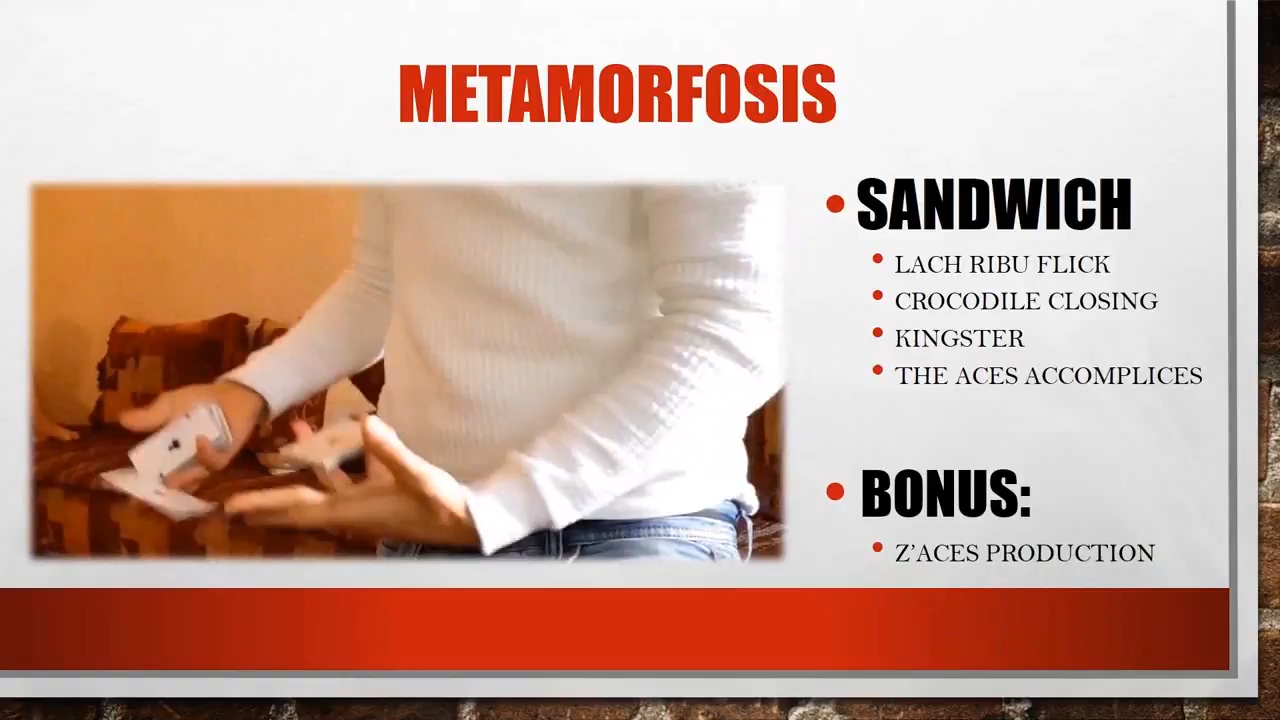 METAMORFOSIS
• SANDWICH
• LACH RIBU FLICK
• CROCODILE CLOSING
• KINGSTER
• THE ACES ACCOMPLICES
• BONUS:
• Z'ACES PRODUCTION